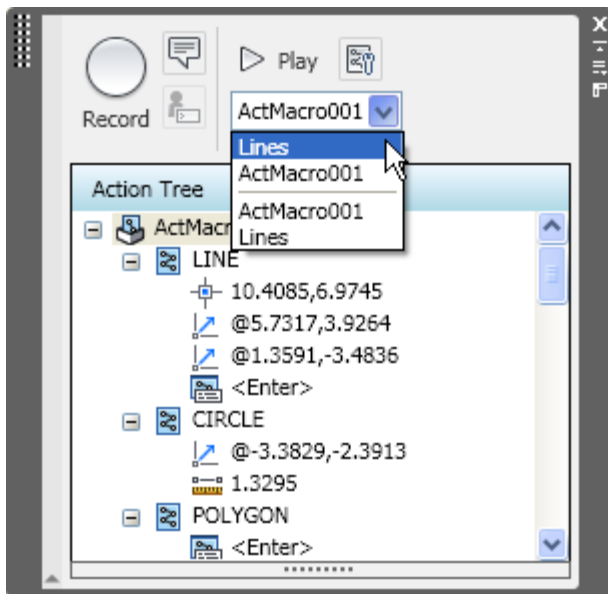 Play
Record
ActMacro001
Lines
ActMacro001
ActMacro001
Lines
Action Tree
ActMacr
LINE
10.4085,6.9745
@5.7317,3.9264
@1.3591,-3.4836
<Enter>
CIRCLE
@-3.3829,-2.3913
1.3295
POLYGON
<Enter>